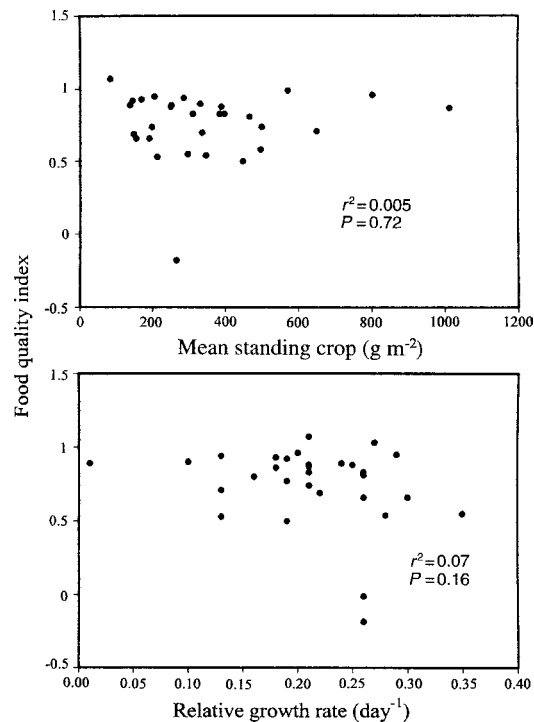 1.5
1
0.5
0
-0.5
r²=0.005
P=0.72
0 200 400 600 800 1000 1200
Mean standing crop (g m⁻²)
Food quality index
1.5
1
0.5
0
-0.5
r²=0.07
P=0.16
0.00 0.05 0.10 0.15 0.20 0.25 0.30 0.35 0.40
Relative growth rate (day⁻¹)